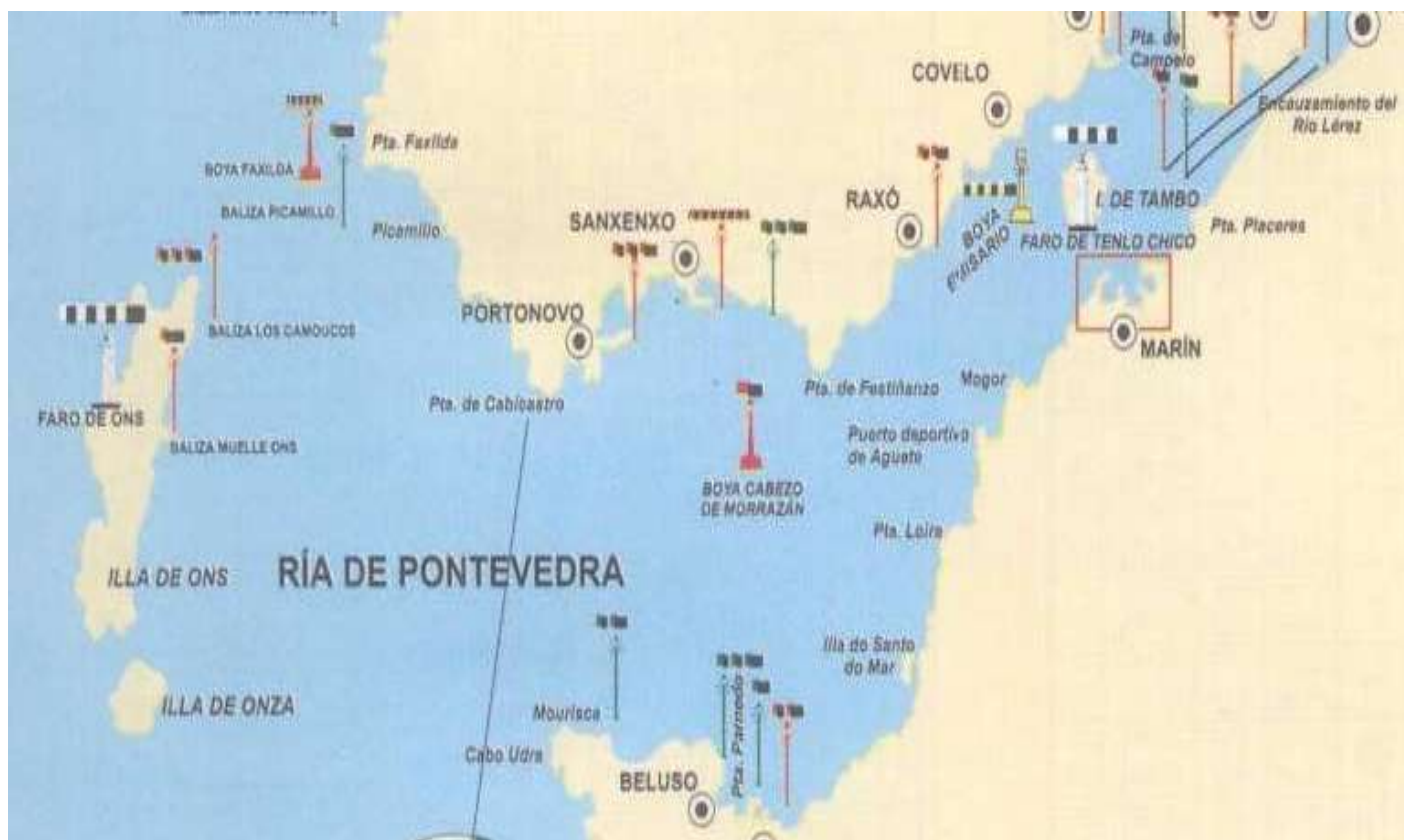 Pta. de
Campelo
COVELO
Encauzamiento del
Río Lérez
Pta. Faxilda
BOYA FAXILDA
BALIZA PICAMILLO
Picamillo
SANXENXO
RAXÓ
BOYA
EMISARIO
I. DE TAMBO
Pta. Placeres
FARO DE TENLO CHICO
PORTONOVO
BALIZA LOS CAMOUCOS
MARÍN
Pta. de Cabicastro
Pta. de Festiñanzo
Mogor
FARO DE ONS
BALIZA MUELLE ONS
Puerto deportivo
de Aguete
BOYA CABEZO
DE MORRAZÁN
Pta. Loira
ILLA DE ONS
RÍA DE PONTEVEDRA
Illa do Santo
do Mar
ILLA DE ONZA
Mourisca
Pta. Parnedo
Cabo Udra
BELUSO